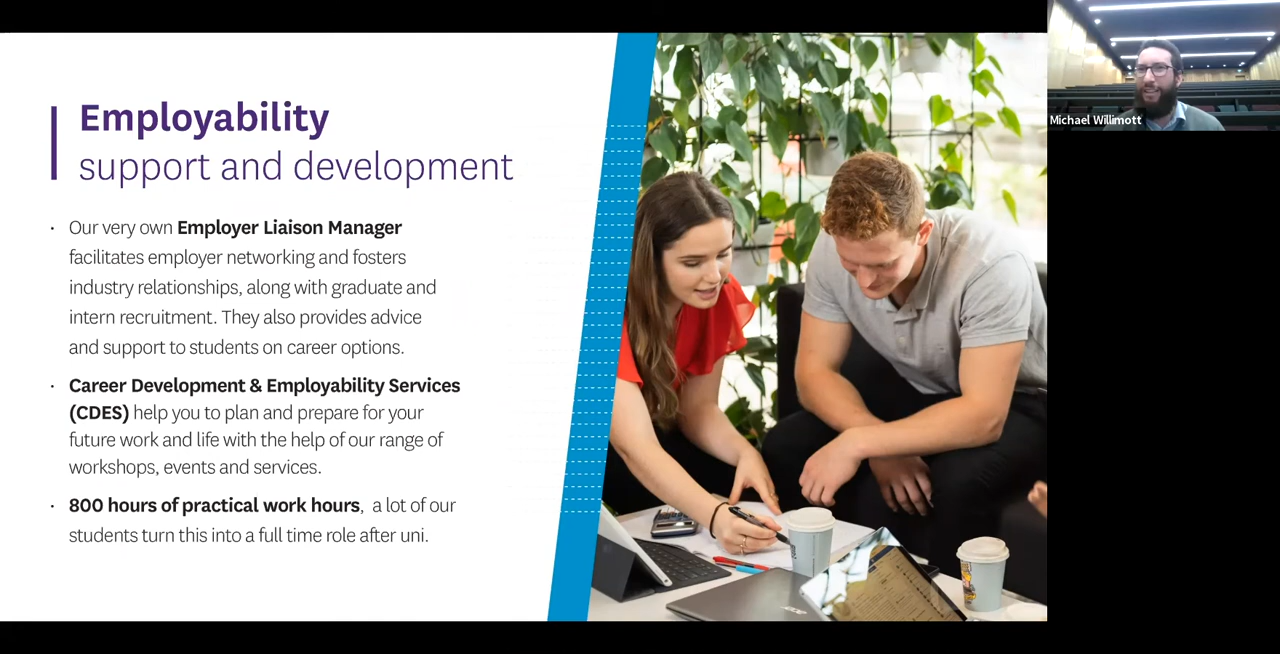 Employability
support and development
· Our very own Employer Liaison Manager
facilitates employer networking and fosters
industry relationships, along with graduate and
intern recruitment. They also provides advice
and support to students on career options.
· Career Development & Employability Services
(CDES) help you to plan and prepare for your
future work and life with the help of our range of
workshops, events and services.
· 800 hours of practical work hours, a lot of our
students turn this into a full time role after uni.
Michael Willimott
acer